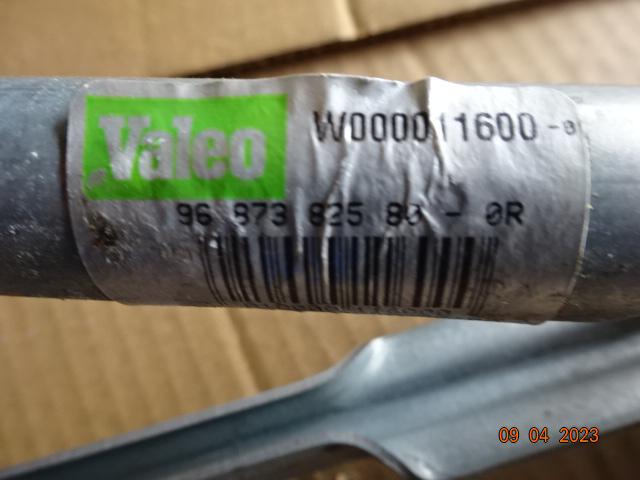 Valeo
W000011600-
96 873 825 80 - 0R
09 04 2023